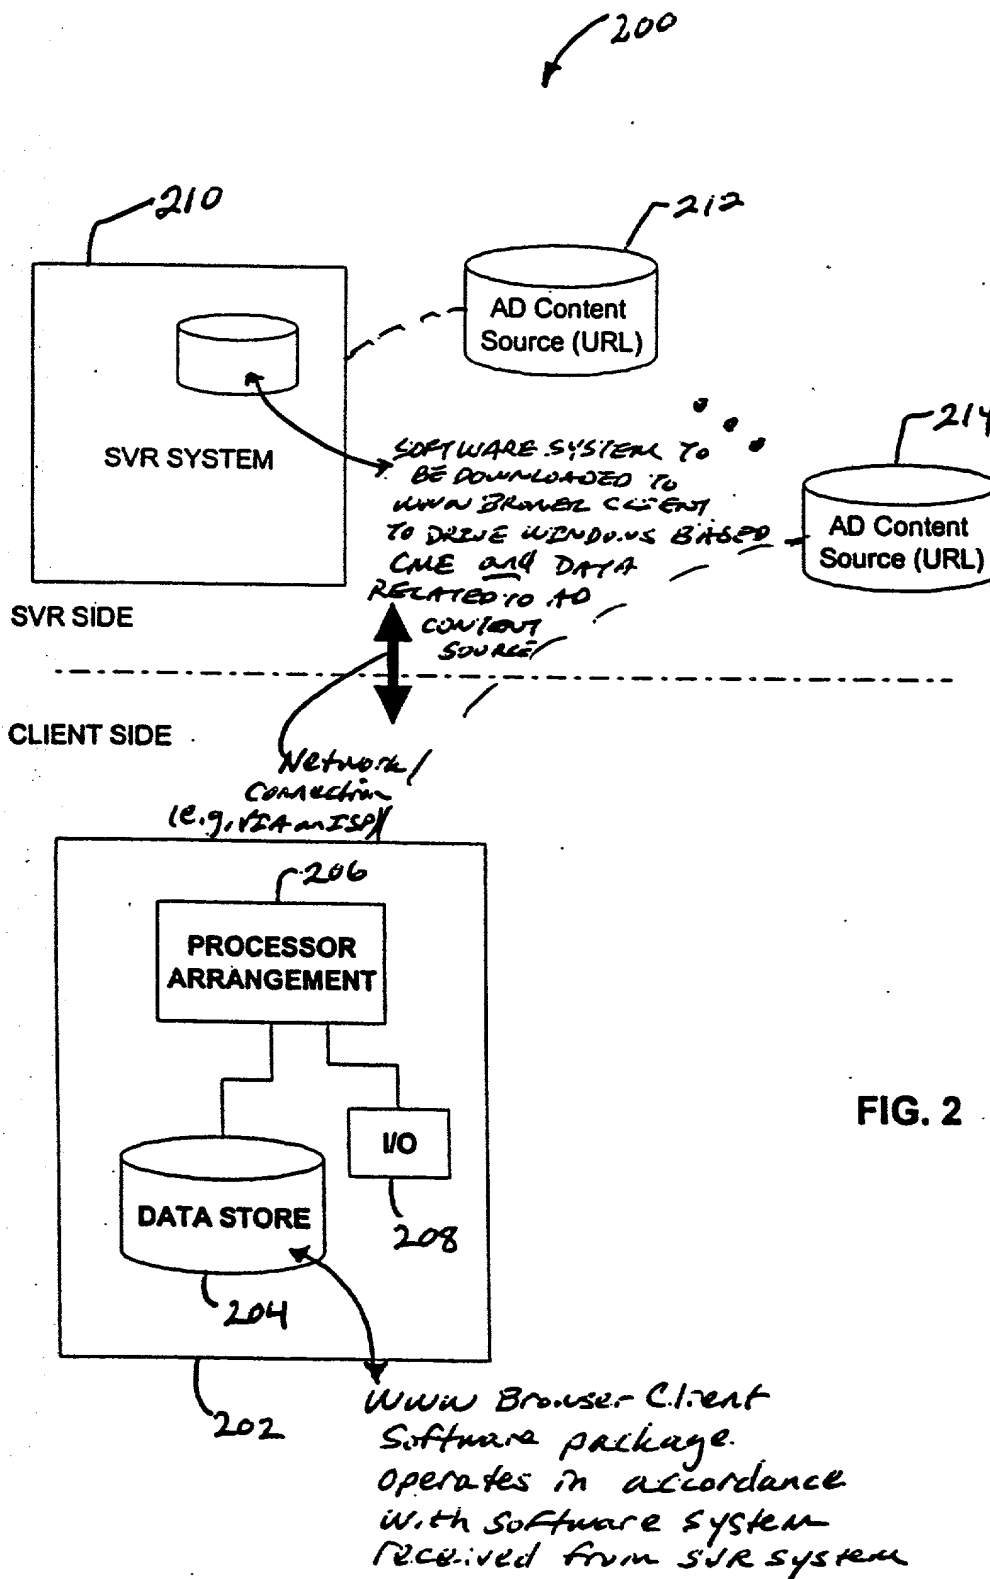 200
210
212
AD Content
Source (URL)
214
SVR SYSTEM
SOFTWARE SYSTEM TO
BE DOWNLOADED TO
WWW BROWSER CLIENT
TO DRIVE WINDOWS BASED
CME and DATA
RELATED TO AD
CONTENT
SOURCE
AD Content
Source (URL)
SVR SIDE
CLIENT SIDE
Network
Connection
(e.g, VIA an ISP)
206
PROCESSOR
ARRANGEMENT
I/O
FIG. 2
DATA STORE
208
204
202
WWW Browser Client
Software package.
Operates in accordance
with Software System
received from SVR system